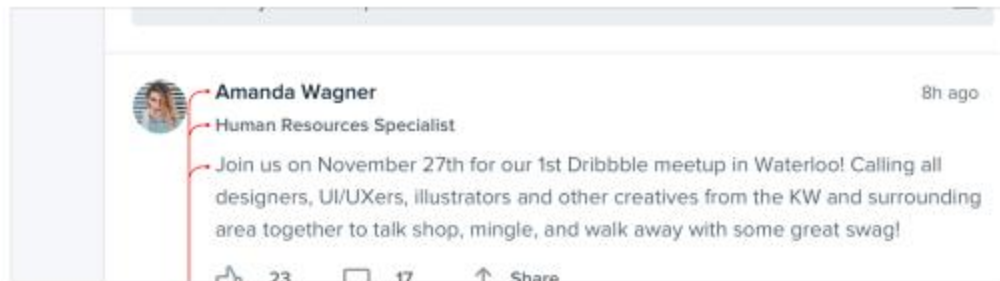 Amanda Wagner
8h ago
Human Resources Specialist
Join us on November 27th for our 1st Dribbble meetup in Waterloo! Calling all
designers, UI/UXers, illustrators and other creatives from the KW and surrounding
area together to talk shop, mingle, and walk away with some great swag!
23 17 Share